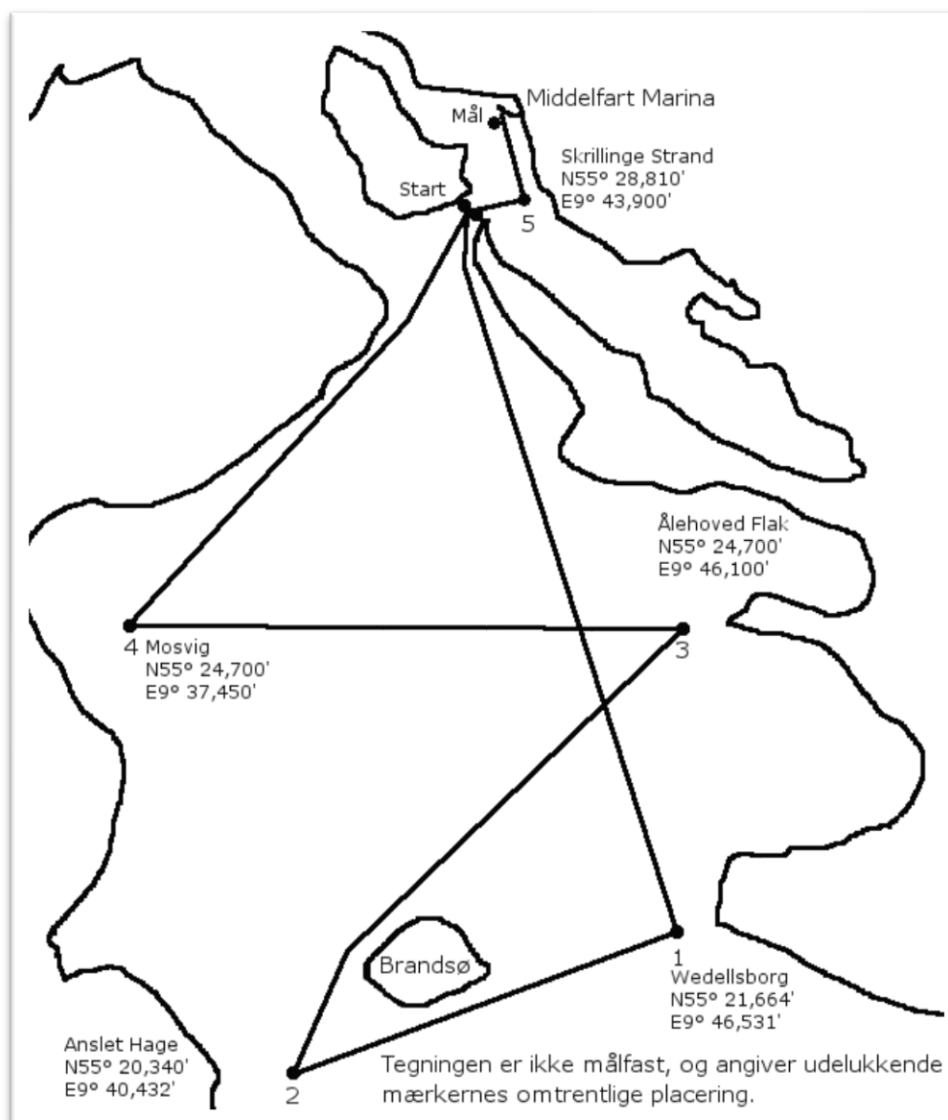 Middelfart Marina
Mål
Skrillinge Strand
N55° 28,810'
E9° 43,900'
Start
5
Ålehoved Flak
N55° 24,700'
E9° 46,100'
4 Mosvig
N55° 24,700'
E9° 37,450'
3
Brandsø
1
Wedellsborg
N55° 21,664'
E9° 46,531'
Anslet Hage
N55° 20,340'
E9° 40,432'
2
Tegningen er ikke målfast, og angiver udelukkende
mærkernes omtrentlige placering.